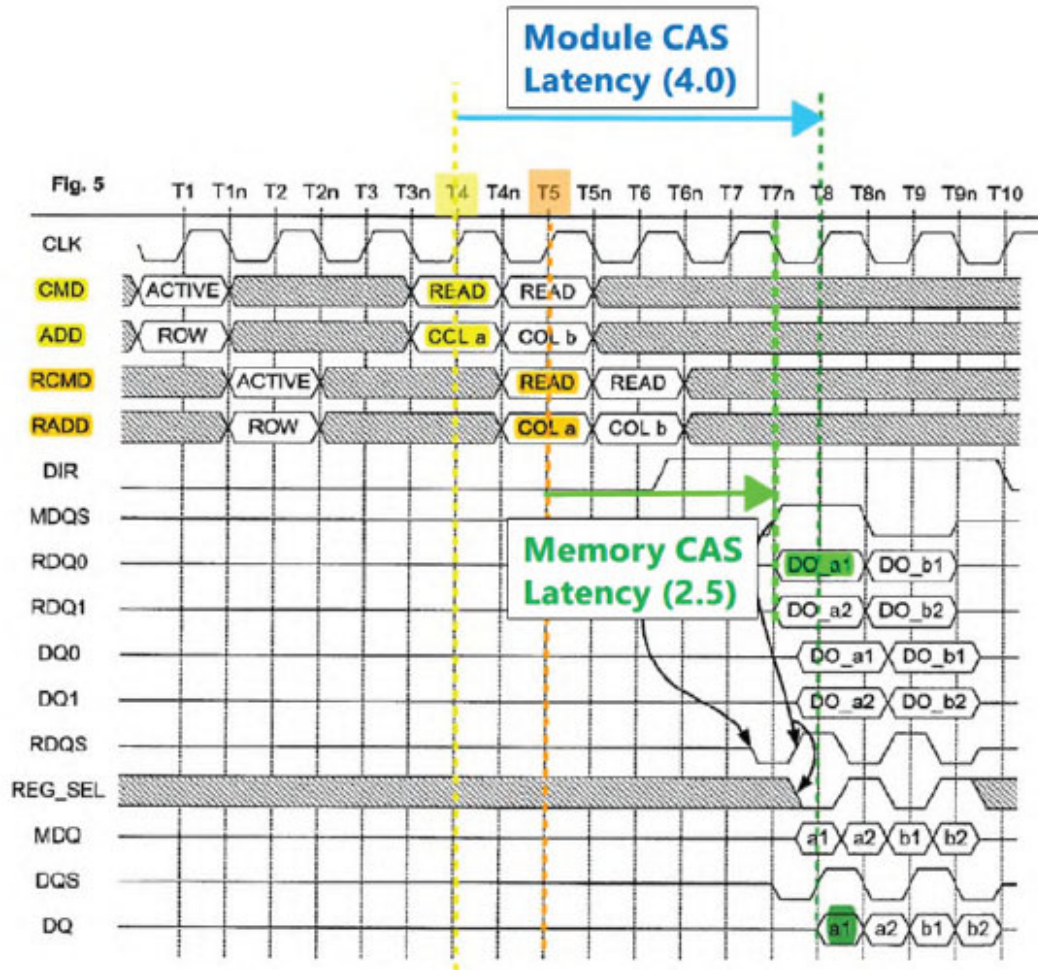 Module CAS
Latency (4.0)
Fig. 5 T1 T1n T2 T2n T3 T3n T4 T4n T5 T5n T6 T6n T7 T7n T8 T8n T9 T9n T10
CLK
CMD ACTIVE READ READ
ADD ROW COL a COL b
RCMD ACTIVE READ READ
RADD ROW COL a COL b
DIR
MDQS
Memory CAS
Latency (2.5)
RDQ0 DO_a1 DO_b1
RDQ1 DO_a2 DO_b2
DQ0 DO_a1 DO_b1
DQ1 DO_a2 DO_b2
RDQS
REG_SEL
MDQ a1 a2 b1 b2
DQS
DQ a1 a2 b1 b2